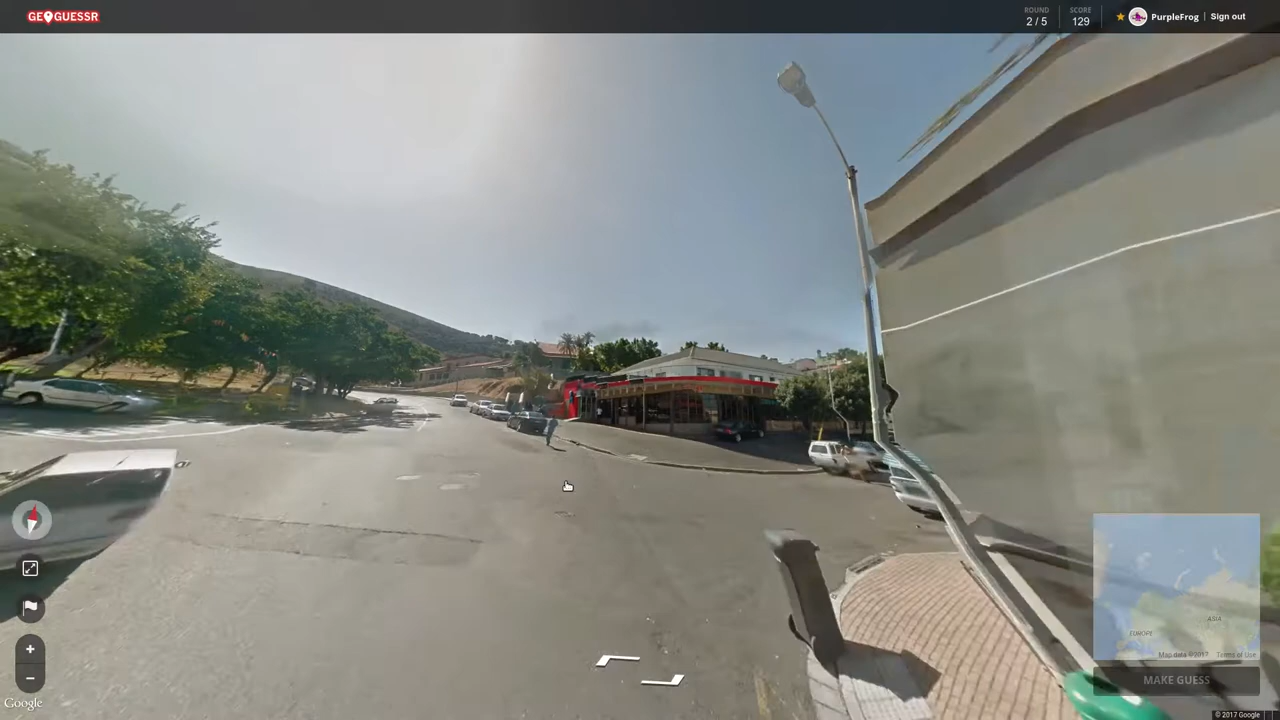 GEOGUESSR
ROUND
2 / 5
SCORE
129
PurpleFrog
Sign out
ASIA
EUROPE
Map data ©2017
Terms of Use
MAKE GUESS
Google
© 2017 Google